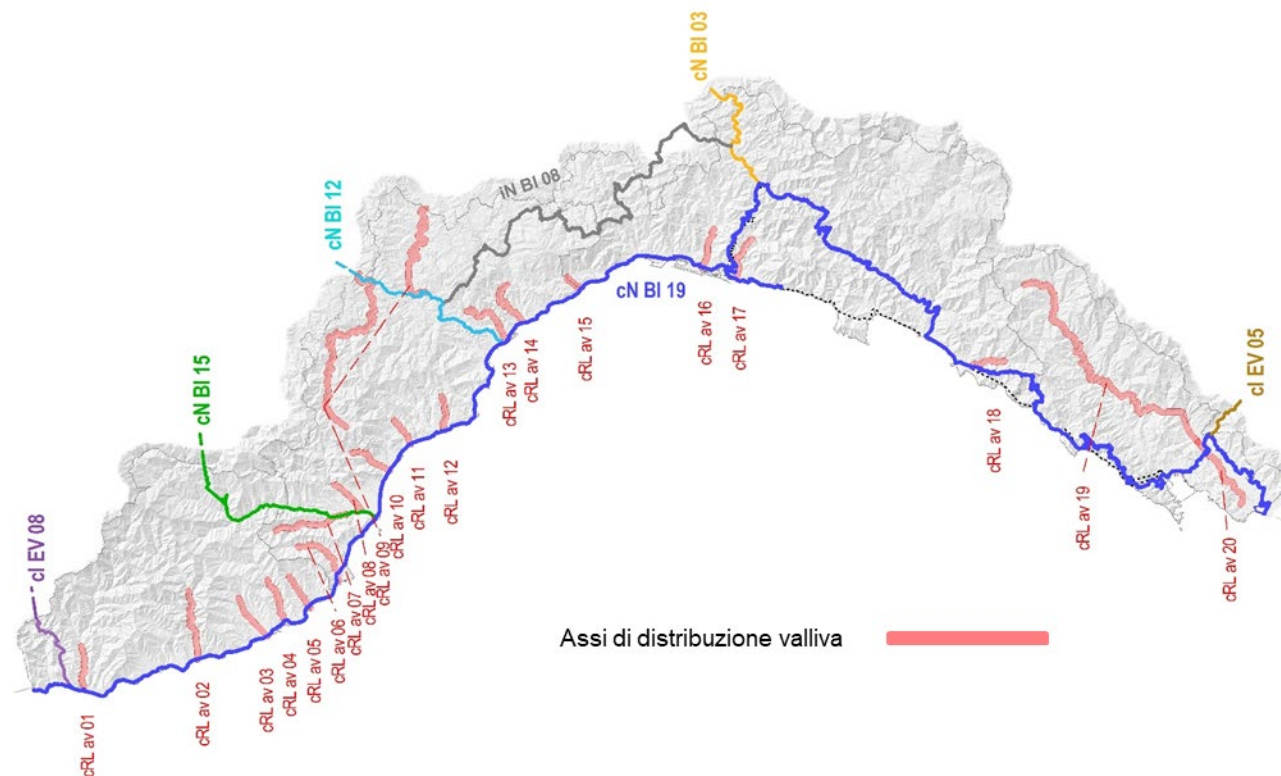 cN BI 03
cN BI 12
iN BI 08
cN BI 19
cN BI 15
cI EV 08
cI EV 05
cRL av 01
cRL av 02
cRL av 03
cRL av 04
cRL av 05
cRL av 06
cRL av 07
cRL av 08
cRL av 09
cRL av 10
cRL av 11
cRL av 12
cRL av 13
cRL av 14
cRL av 15
cRL av 16
cRL av 17
cRL av 18
cRL av 19
cRL av 20
Assi di distribuzione valliva